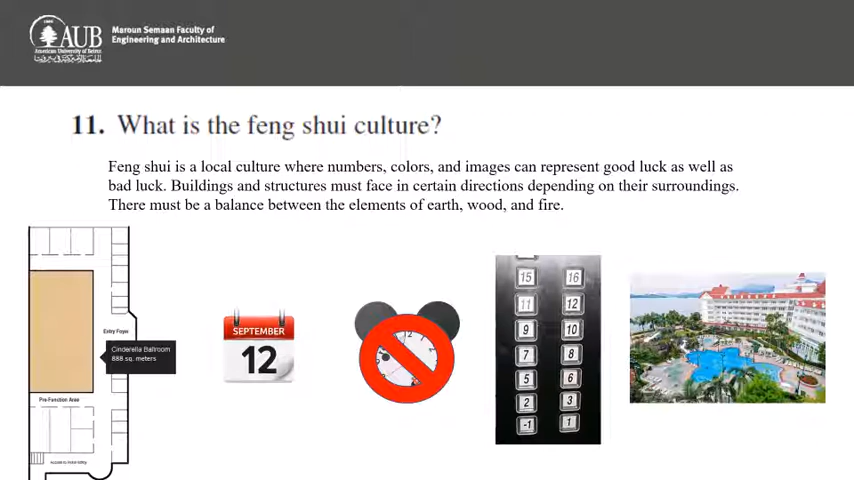 AUB
American University of Beirut
Maroun Semaan Faculty of
Engineering and Architecture
11. What is the feng shui culture?
Feng shui is a local culture where numbers, colors, and images can represent good luck as well as
bad luck. Buildings and structures must face in certain directions depending on their surroundings.
There must be a balance between the elements of earth, wood, and fire.
Entry Foyer
Cinderella Ballroom
888 sq. meters
Pre-Function Area
SEPTEMBER
12
15 16
11 12
9 10
7 8
5 6
2 3
-1 1